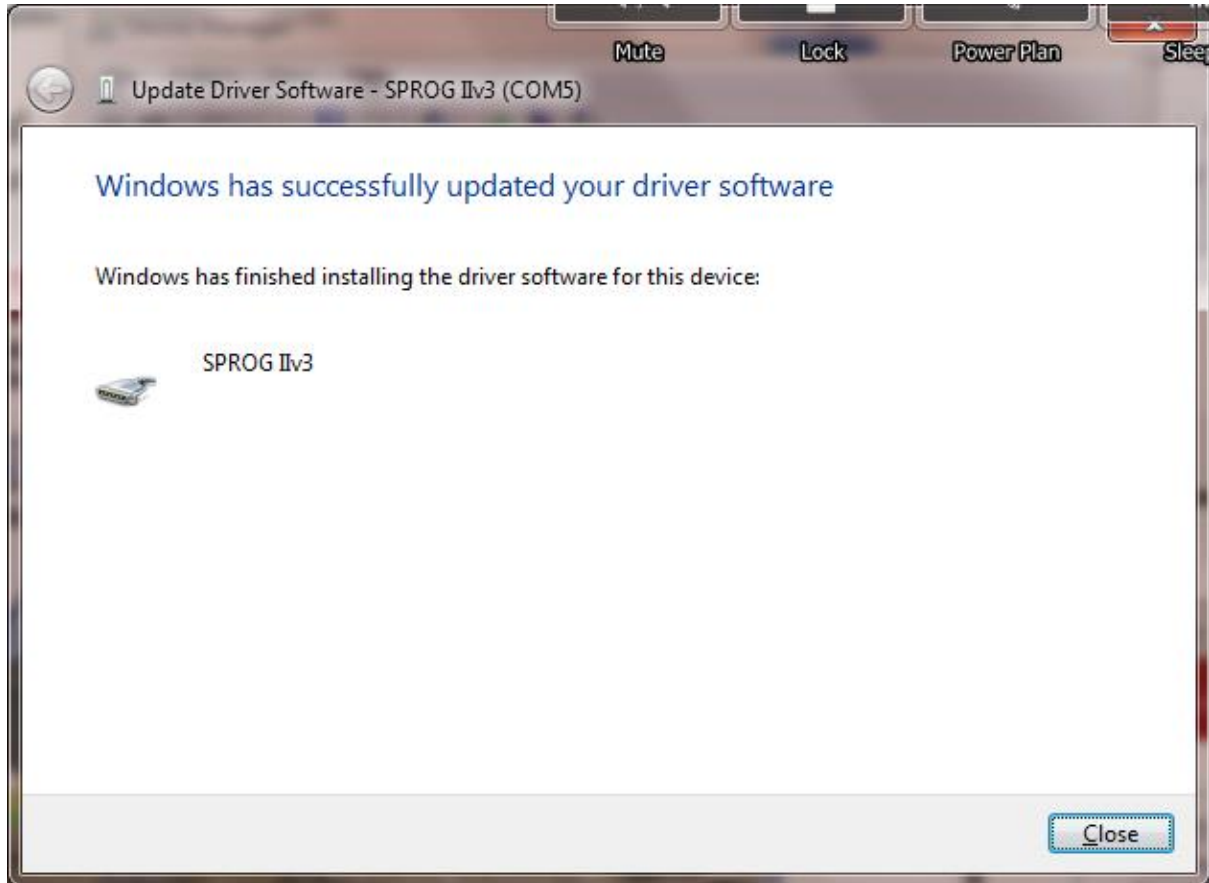 Mute Lock Power Plan Sleep
Update Driver Software - SPROG IIv3 (COM5)
Windows has successfully updated your driver software
Windows has finished installing the driver software for this device:
SPROG IIv3
Close